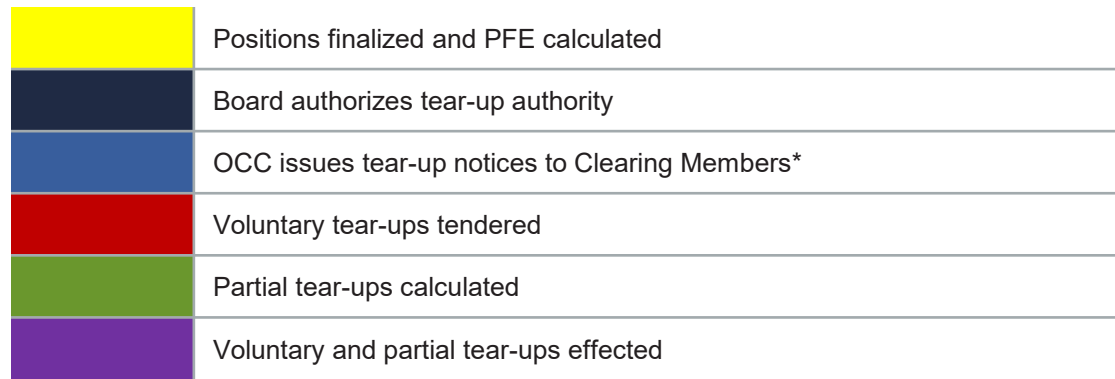 Positions finalized and PFE calculated
Board authorizes tear-up authority
OCC issues tear-up notices to Clearing Members*
Voluntary tear-ups tendered
Partial tear-ups calculated
Voluntary and partial tear-ups effected